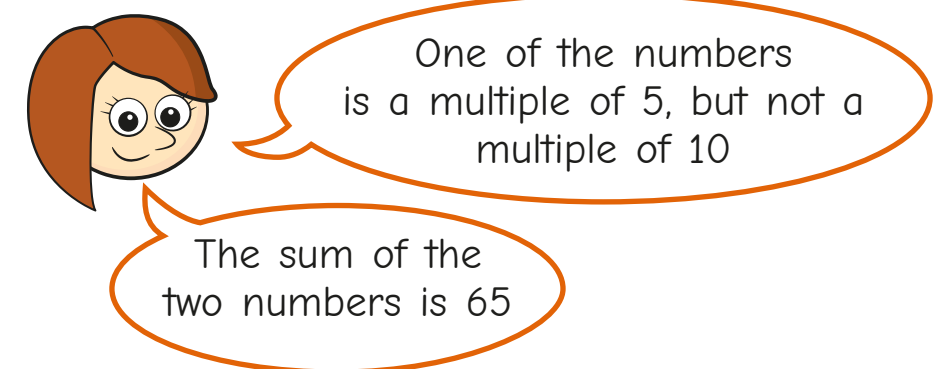 One of the numbers
is a multiple of 5, but not a
multiple of 10
The sum of the
two numbers is 65